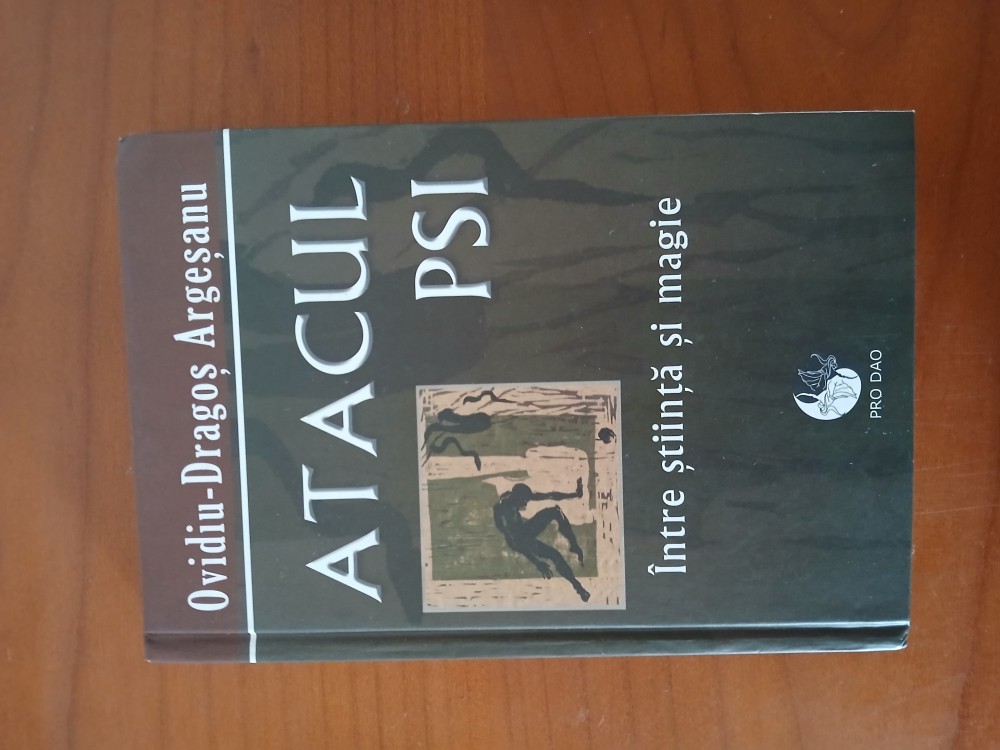 Ovidiu-Dragoș Argeșanu
ATACUL
PSI
Între știință și magie
PRO DAO